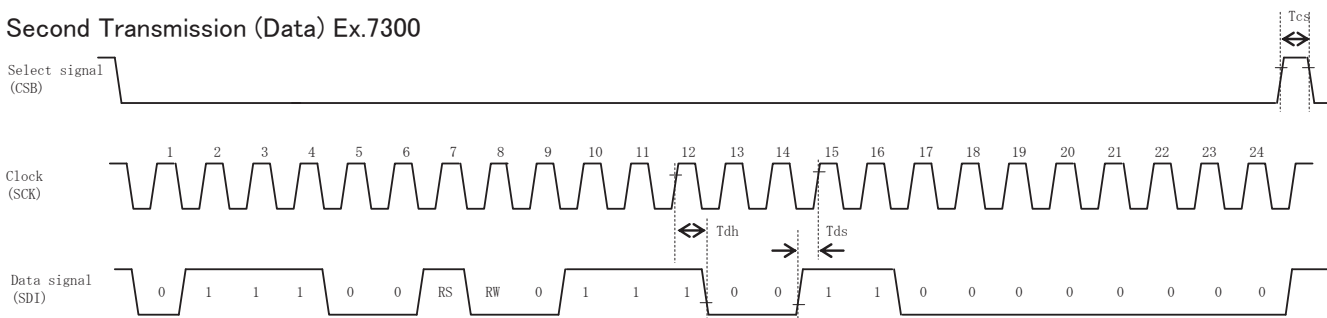 Second Transmission (Data) Ex.7300
Tcs
Select signal
(CSB)
1 2 3 4 5 6 7 8 9 10 11 12 13 14 15 16 17 18 19 20 21 22 23 24
Clock
(SCK)
Tdh Tds
Data signal
(SDI)
0 1 1 1 0 0 RS RW 0 1 1 1 0 0 1 1 0 0 0 0 0 0 0 0